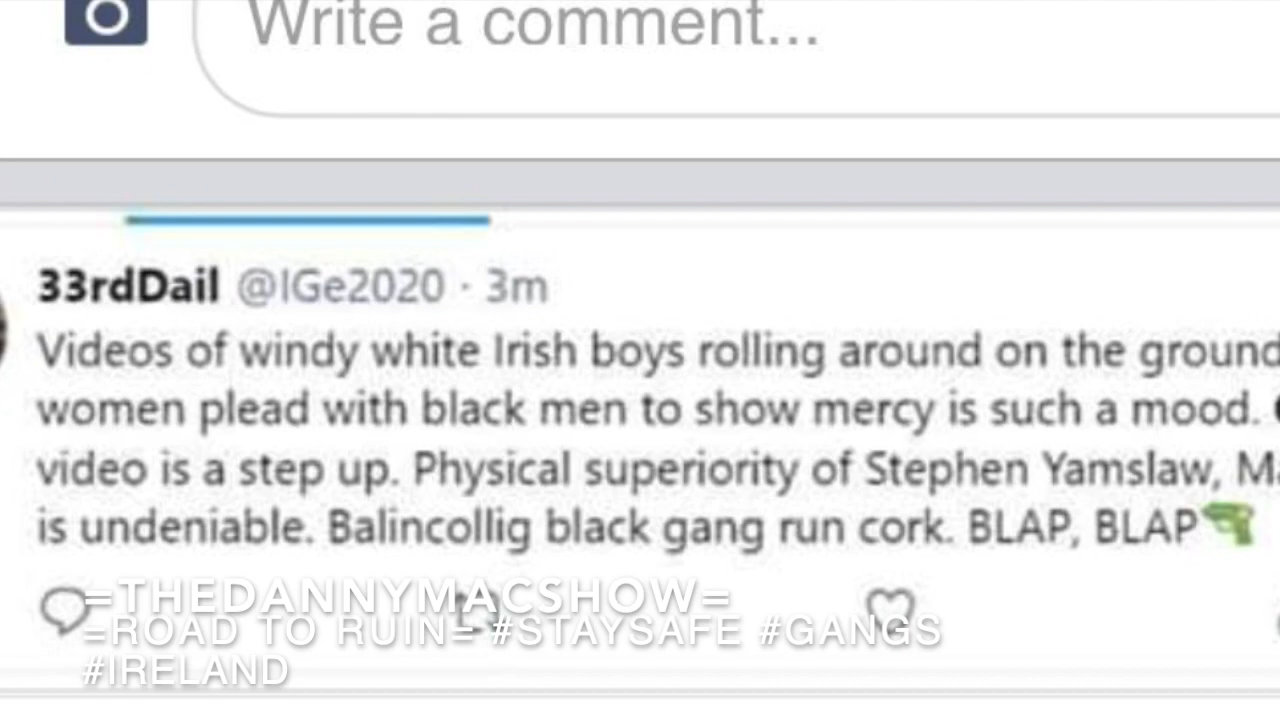 Write a comment...
33rdDail @IGe2020 · 3m
Videos of windy white Irish boys rolling around on the ground
women plead with black men to show mercy is such a mood.
video is a step up. Physical superiority of Stephen Yamslaw,
is undeniable. Balincollig black gang run cork. BLAP, BLAP
=THEDANNYMACSHOW=
=ROAD TO RUIN= #STAYSAFE #GANGS
#IRELAND